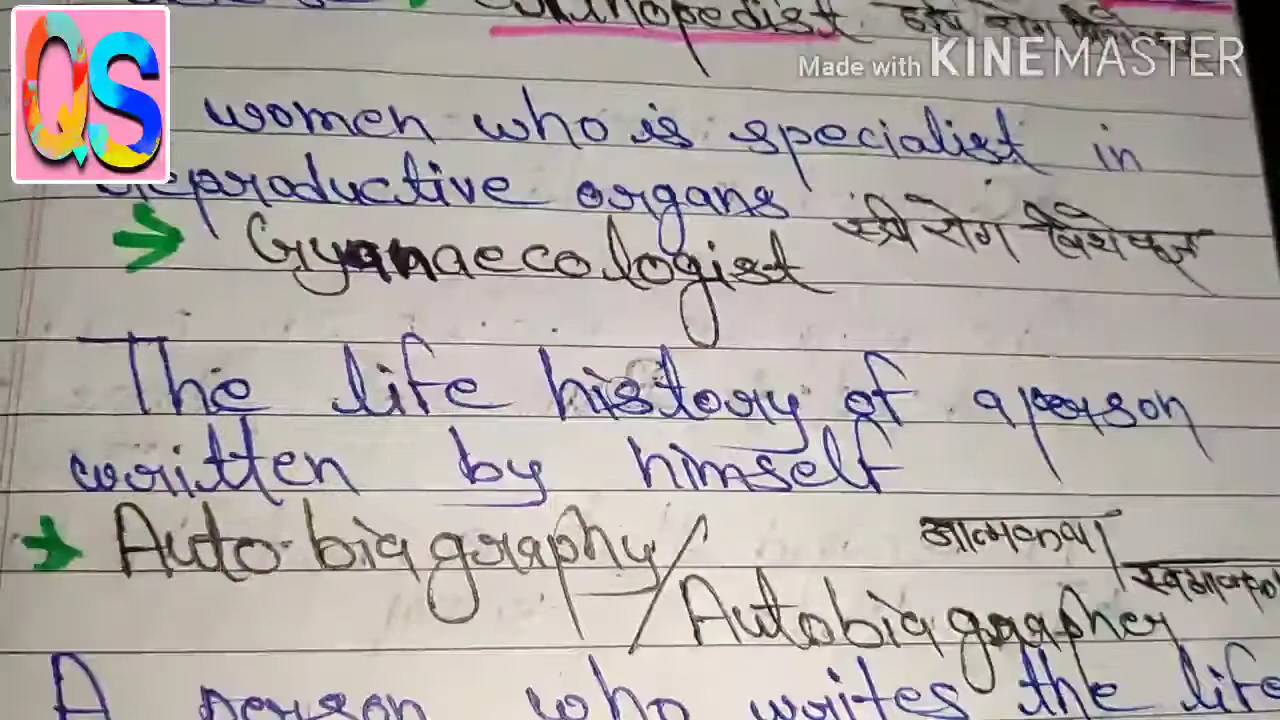 QS
Made with KINEMASTER
women who is specialist in
reproductive organs
Gynaecologist स्त्री रोग विशेषज्ञ
The life history of a person
written by himself
Autobiography/ आत्मकथा/
Autobiographer
A person who writes the life